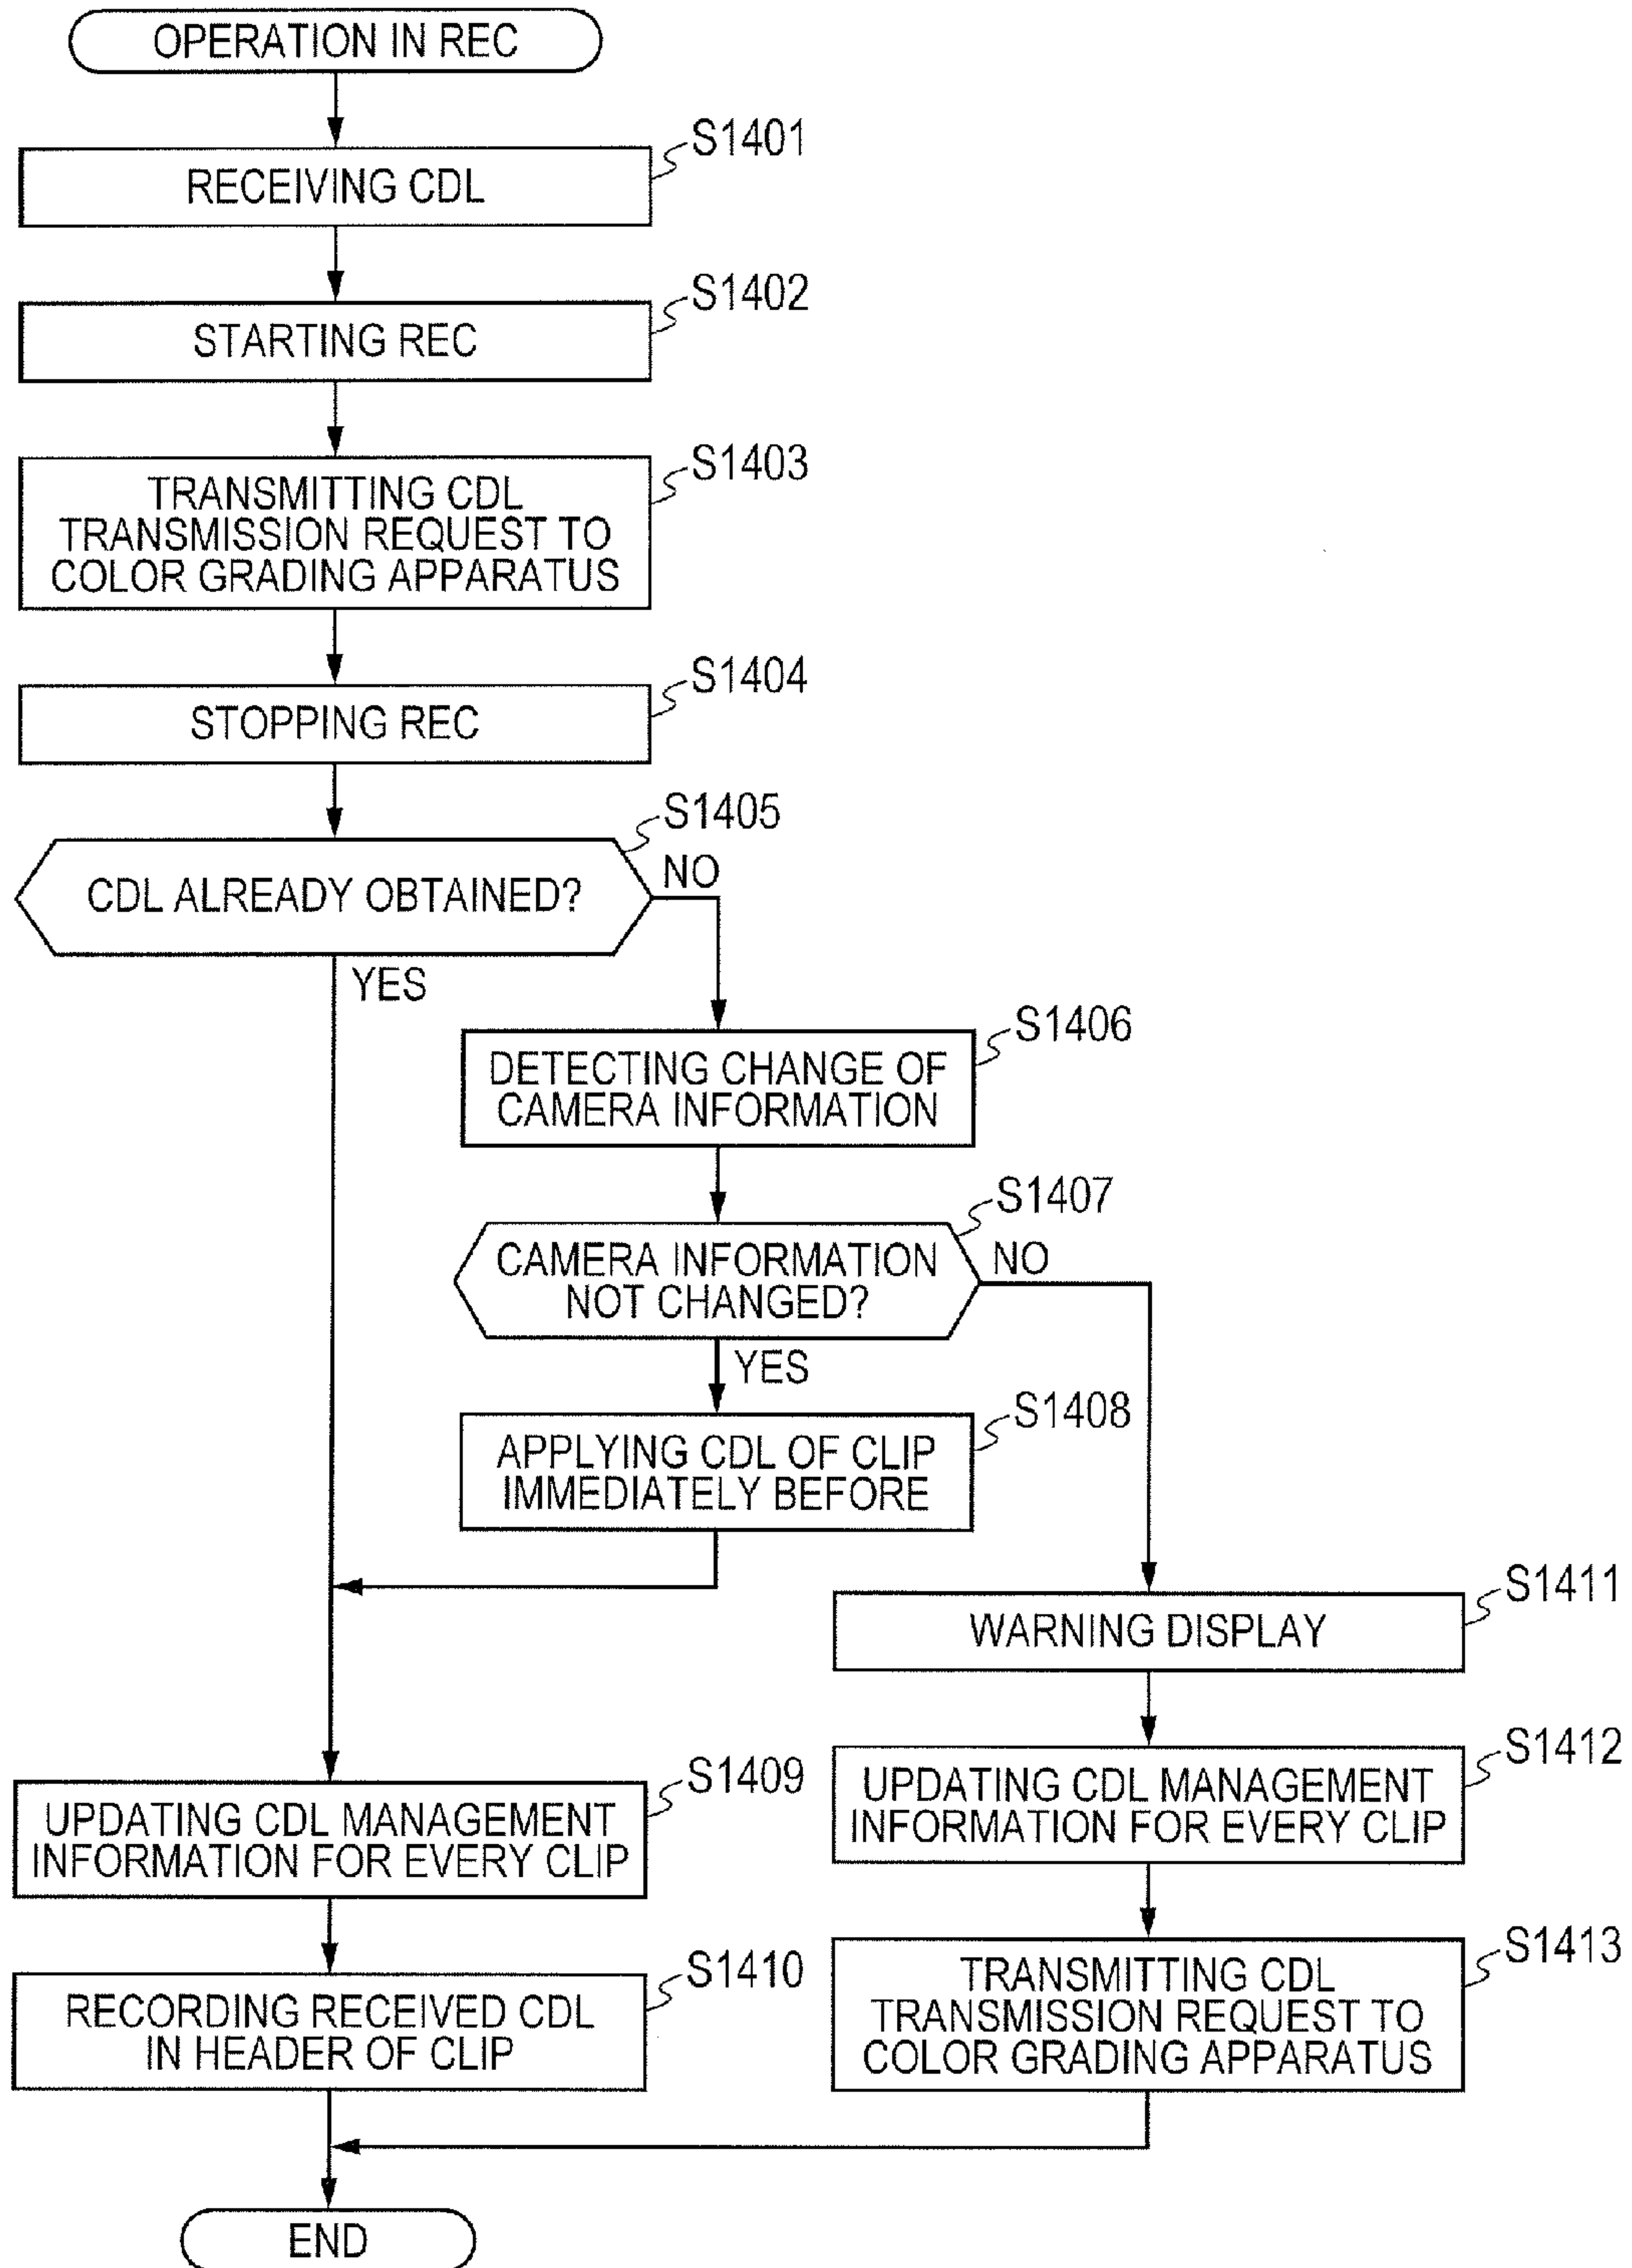 OPERATION IN REC
S1401
RECEIVING CDL
S1402
STARTING REC
S1403
TRANSMITTING CDL
TRANSMISSION REQUEST TO
COLOR GRADING APPARATUS
S1404
STOPPING REC
S1405
CDL ALREADY OBTAINED?
NO
YES
S1406
DETECTING CHANGE OF
CAMERA INFORMATION
S1407
CAMERA INFORMATION
NOT CHANGED?
NO
YES
S1408
APPLYING CDL OF CLIP
IMMEDIATELY BEFORE
S1411
WARNING DISPLAY
S1409
UPDATING CDL MANAGEMENT
INFORMATION FOR EVERY CLIP
S1412
UPDATING CDL MANAGEMENT
INFORMATION FOR EVERY CLIP
S1410
RECORDING RECEIVED CDL
IN HEADER OF CLIP
S1413
TRANSMITTING CDL
TRANSMISSION REQUEST TO
COLOR GRADING APPARATUS
END